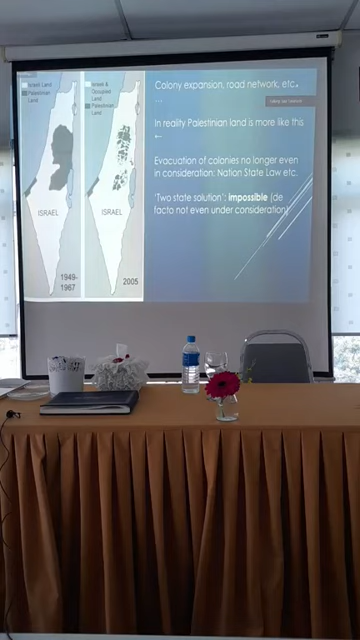 Israeli Land
Palestinian
Land
Israeli &
Occupied
Land
Palestinian
Land
ISRAEL
1949-
1967
ISRAEL
2005
Colony expansion, road network, etc.
In reality Palestinian land is more like this
←
Evacuation of colonies no longer even
in consideration: Nation State Law etc.
'Two state solution': impossible (de
facto not even under consideration)